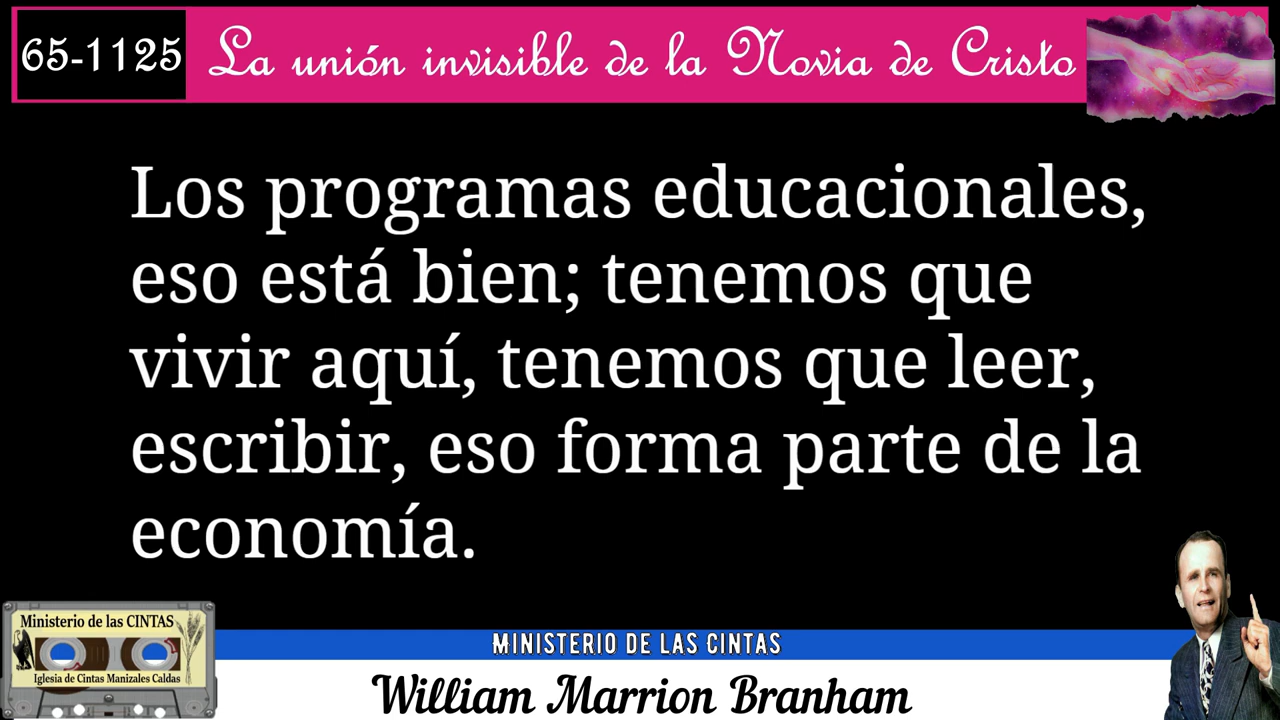 65-1125 La unión invisible de la Novia de Cristo
Los programas educacionales,
eso está bien; tenemos que
vivir aquí, tenemos que leer,
escribir, eso forma parte de la
economía.
Ministerio de las CINTAS
Iglesia de Cintas Manizales Caldas
MINISTERIO DE LAS CINTAS
William Marrion Branham